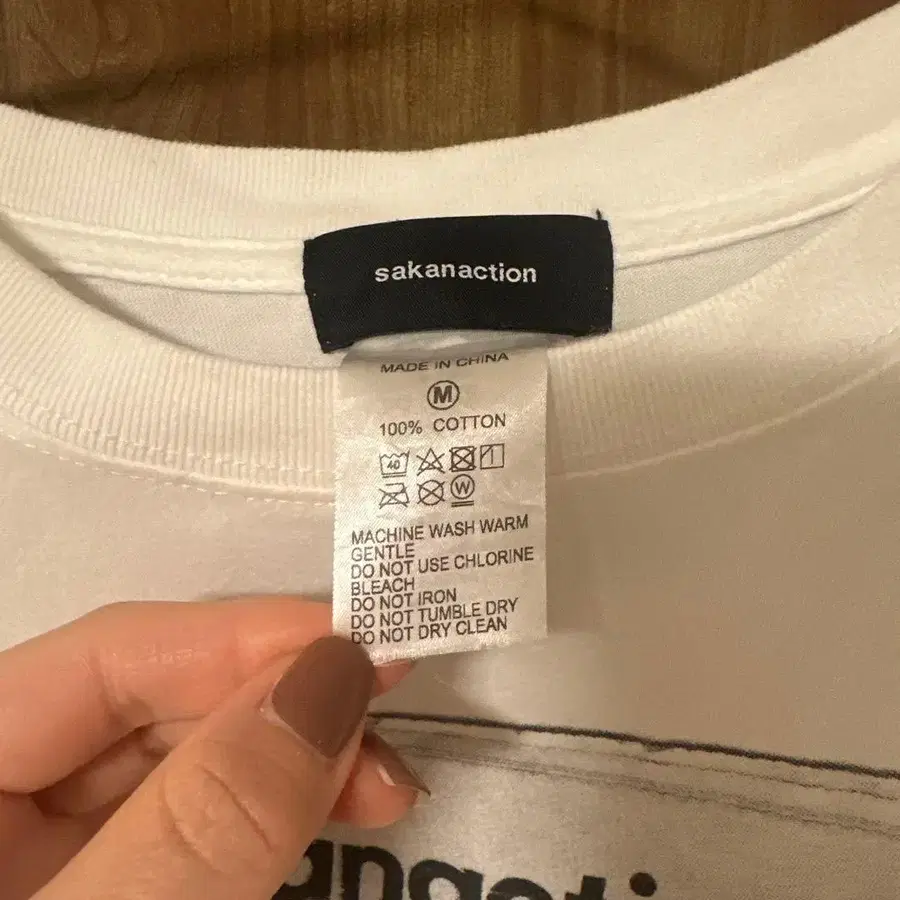 sakanaction
MADE IN CHINA
M
100% COTTON
40
W
MACHINE WASH WARM
GENTLE
DO NOT USE CHLORINE
BLEACH
DO NOT IRON
DO NOT TUMBLE DRY
DO NOT DRY CLEAN